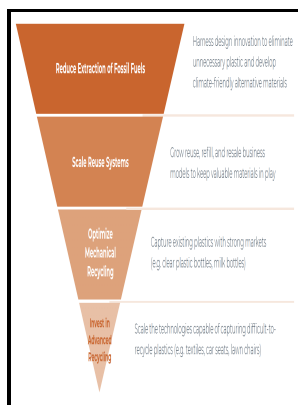 Reduce Extraction of Fossil Fuels
Harness design innovation to eliminate
unnecessary plastic and develop
climate-friendly alternative materials
Scale Reuse Systems
Grow reuse, refill, and resale business
models to keep valuable materials in play
Optimize
Mechanical
Recycling
Capture existing plastics with strong markets
(e.g. clear plastic bottles, milk bottles)
Invest in
Advanced
Recycling
Scale the technologies capable of capturing difficult-to-
recycle plastics (e.g. textiles, car seats, lawn chairs)